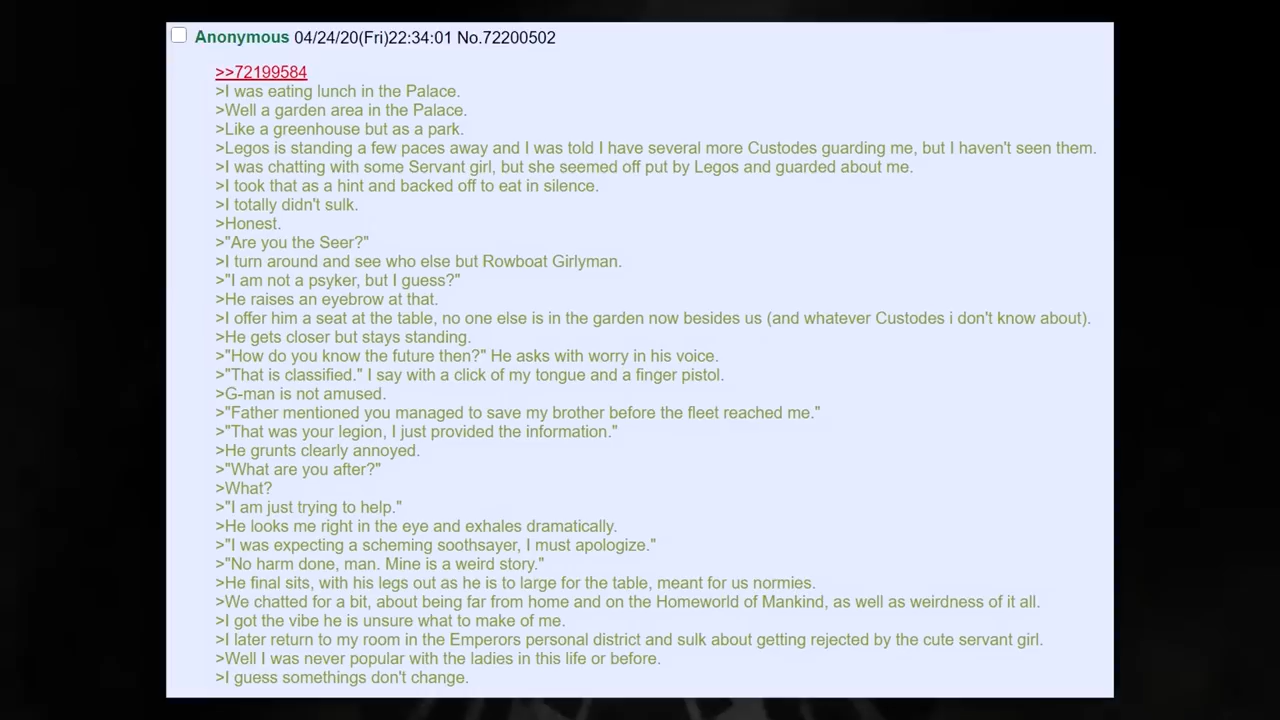 Anonymous 04/24/20(Fri)22:34:01 No.72200502
>>72199584
>I was eating lunch in the Palace.
>Well a garden area in the Palace.
>Like a greenhouse but as a park.
>Legos is standing a few paces away and I was told I have several more Custodes guarding me, but I haven't seen them.
>I was chatting with some Servant girl, but she seemed off put by Legos and guarded about me.
>I took that as a hint and backed off to eat in silence.
>I totally didn't sulk.
>Honest.
>"Are you the Seer?"
>I turn around and see who else but Rowboat Girlyman.
>"I am not a psyker, but I guess?"
>He raises an eyebrow at that.
>I offer him a seat at the table, no one else is in the garden now besides us (and whatever Custodes i don't know about).
>He gets closer but stays standing.
>"How do you know the future then?" He asks with worry in his voice.
>"That is classified." I say with a click of my tongue and a finger pistol.
>G-man is not amused.
>"Father mentioned you managed to save my brother before the fleet reached me."
>"That was your legion, I just provided the information."
>He grunts clearly annoyed.
>"What are you after?"
>What?
>"I am just trying to help."
>He looks me right in the eye and exhales dramatically.
>"I was expecting a scheming soothsayer, I must apologize."
>"No harm done, man. Mine is a weird story."
>He final sits, with his legs out as he is to large for the table, meant for us normies.
>We chatted for a bit, about being far from home and on the Homeworld of Mankind, as well as weirdness of it all.
>I got the vibe he is unsure what to make of me.
>I later return to my room in the Emperors personal district and sulk about getting rejected by the cute servant girl.
>Well I was never popular with the ladies in this life or before.
>I guess somethings don't change.